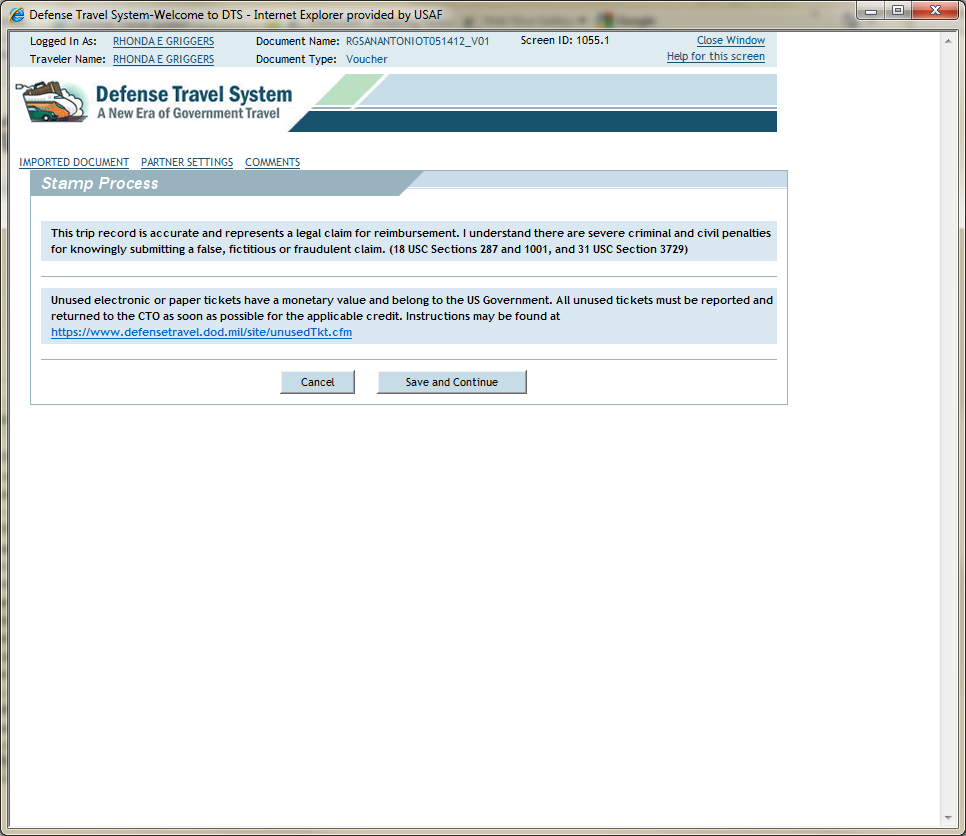 Defense Travel System-Welcome to DTS - Internet Explorer provided by USAF
Logged In As: RHONDA E GRIGGERS Document Name: RGSANANTONIOT051412_V01 Screen ID: 1055.1 Close Window
Traveler Name: RHONDA E GRIGGERS Document Type: Voucher Help for this screen
Defense Travel System
A New Era of Government Travel
IMPORTED DOCUMENT PARTNER SETTINGS COMMENTS
Stamp Process
This trip record is accurate and represents a legal claim for reimbursement. I understand there are severe criminal and civil penalties
for knowingly submitting a false, fictitious or fraudulent claim. (18 USC Sections 287 and 1001, and 31 USC Section 3729)
Unused electronic or paper tickets have a monetary value and belong to the US Government. All unused tickets must be reported and
returned to the CTO as soon as possible for the applicable credit. Instructions may be found at
https://www.defensetravel.dod.mil/site/unusedTkt.cfm
Cancel Save and Continue